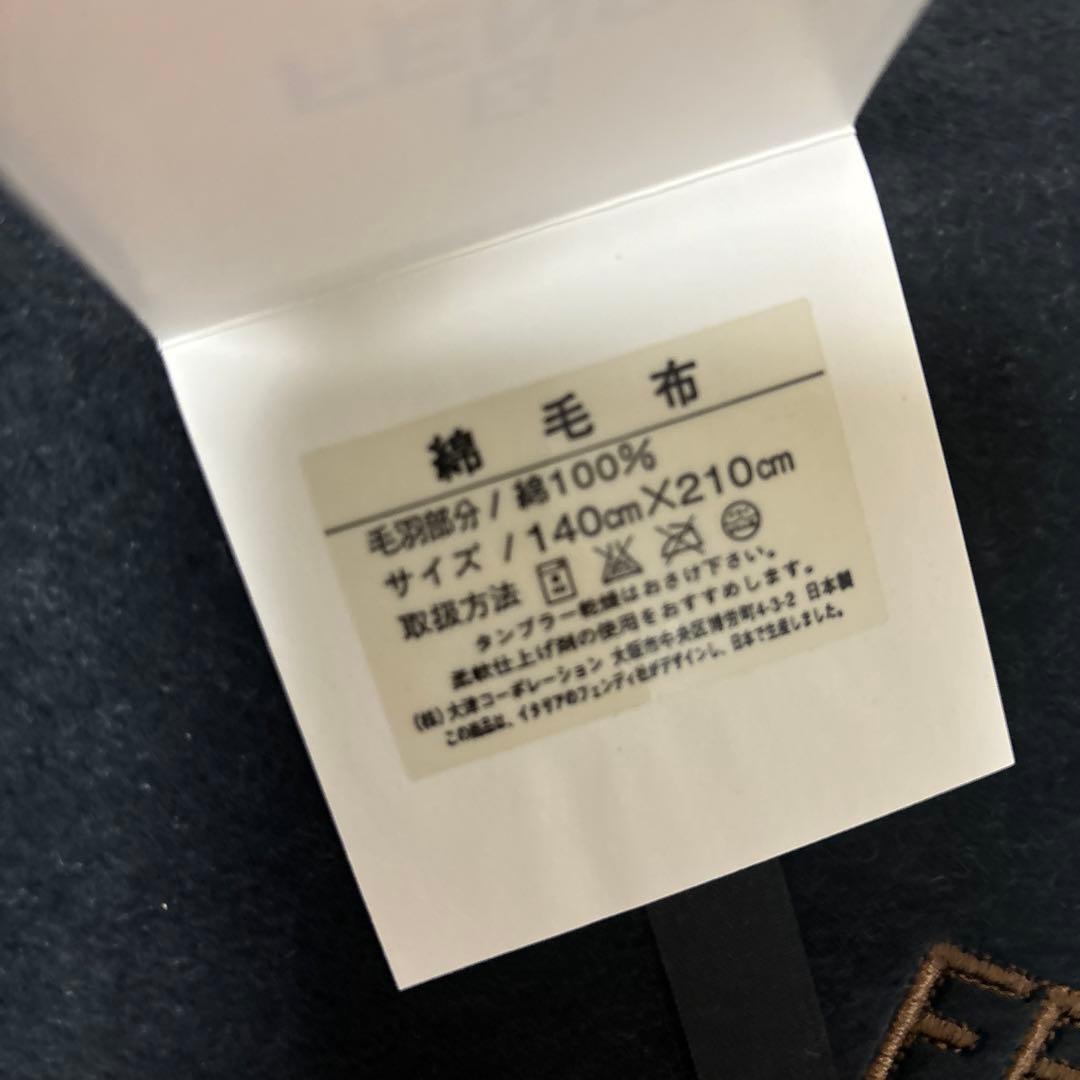 綿毛布
毛羽部分/綿100%
サイズ/140cm×210cm
取扱方法
タンブラー乾燥はおさけ下さい。
柔軟仕上げ剤の使用をおすすめします。
(株)大津コーポレーション 大阪市中央区博労町4-3-2 日本製
この商品は、イタリアのフェンディ社がデザインし、日本で生産しました。
FE